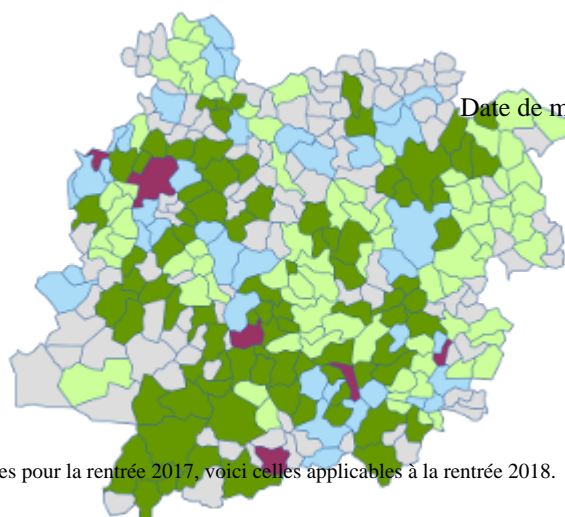 Date de m
es pour la rentrée 2017, voici celles applicables à la rentrée 2018.